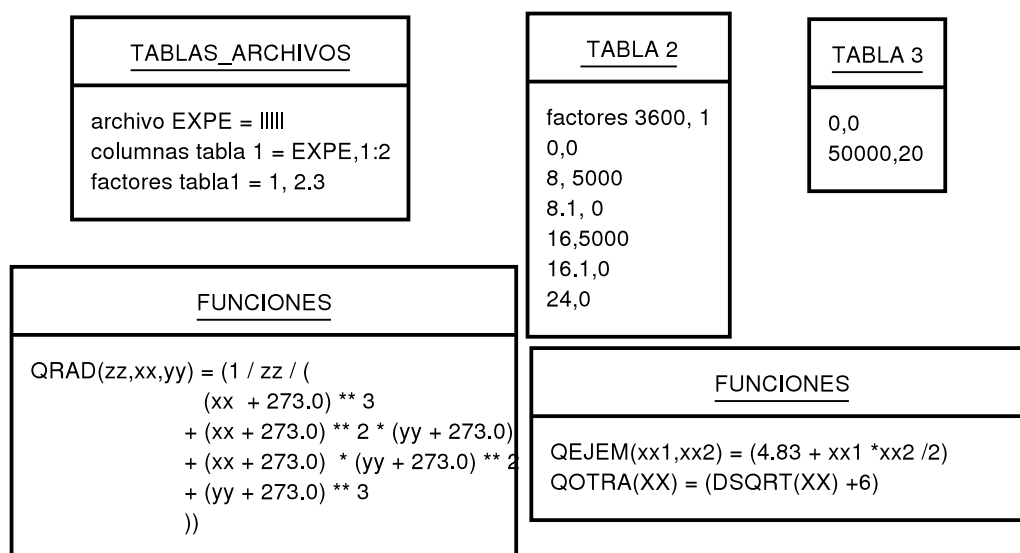 TABLAS_ARCHIVOS
archivo EXPE = lllll
columnas tabla 1 = EXPE,1:2
factores tabla1 = 1, 2.3
TABLA 2
factores 3600, 1
0,0
8, 5000
8.1, 0
16,5000
16.1,0
24,0
TABLA 3
0,0
50000,20
FUNCIONES
QRAD(zz,xx,yy) = (1 / zz / (
(xx + 273.0) ** 3
+ (xx + 273.0) ** 2 * (yy + 273.0)
+ (xx + 273.0) * (yy + 273.0) ** 2
+ (yy + 273.0) ** 3
))
FUNCIONES
QEJEM(xx1,xx2) = (4.83 + xx1 *xx2 /2)
QOTRA(XX) = (DSQRT(XX) +6)